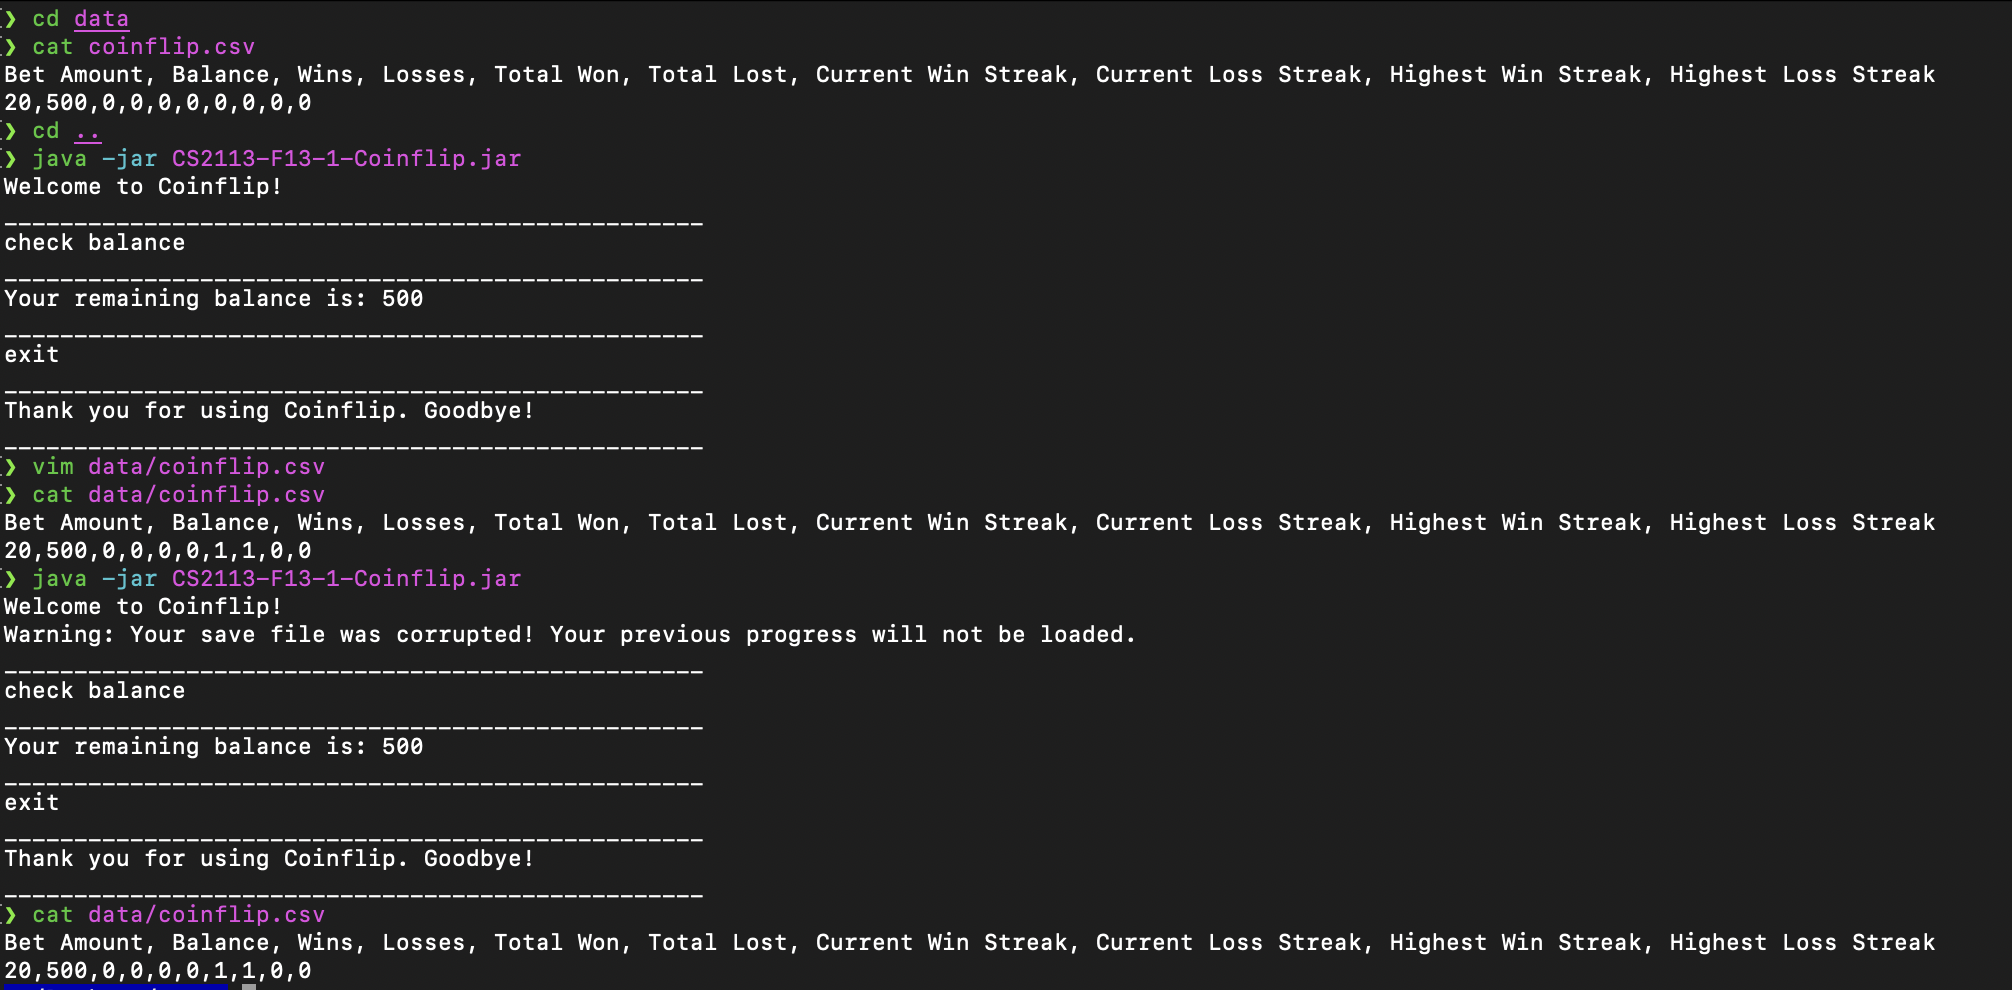 ❯ cd data
❯ cat coinflip.csv
Bet Amount, Balance, Wins, Losses, Total Won, Total Lost, Current Win Streak, Current Loss Streak, Highest Win Streak, Highest Loss Streak
20,500,0,0,0,0,0,0,0,0
❯ cd ..
❯ java -jar CS2113-F13-1-Coinflip.jar
Welcome to Coinflip!
__________________________________________________
check balance
__________________________________________________
Your remaining balance is: 500
__________________________________________________
exit
__________________________________________________
Thank you for using Coinflip. Goodbye!
__________________________________________________
❯ vim data/coinflip.csv
❯ cat data/coinflip.csv
Bet Amount, Balance, Wins, Losses, Total Won, Total Lost, Current Win Streak, Current Loss Streak, Highest Win Streak, Highest Loss Streak
20,500,0,0,0,0,1,1,0,0
❯ java -jar CS2113-F13-1-Coinflip.jar
Welcome to Coinflip!
Warning: Your save file was corrupted! Your previous progress will not be loaded.
__________________________________________________
check balance
__________________________________________________
Your remaining balance is: 500
__________________________________________________
exit
__________________________________________________
Thank you for using Coinflip. Goodbye!
__________________________________________________
❯ cat data/coinflip.csv
Bet Amount, Balance, Wins, Losses, Total Won, Total Lost, Current Win Streak, Current Loss Streak, Highest Win Streak, Highest Loss Streak
20,500,0,0,0,0,1,1,0,0